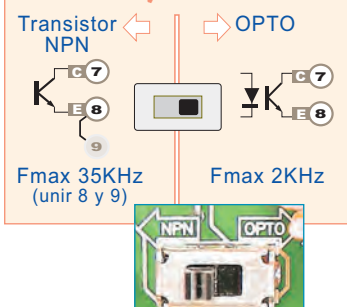 Transistor
NPN
OPTO
C 7
E 8
9
C 7
E 8
Fmax 35KHz
(unir 8 y 9)
Fmax 2KHz
NPN
OPTO